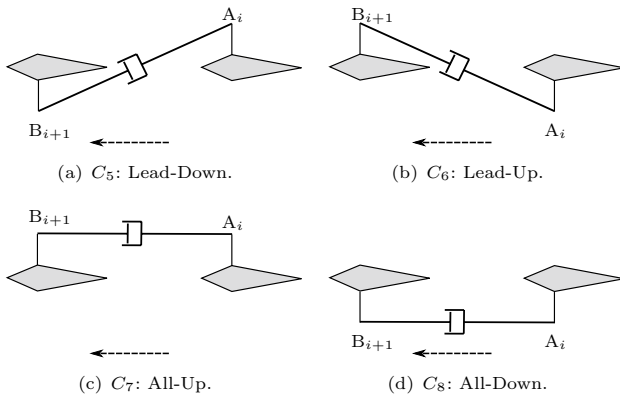 A_i
B_{i+1}
B_{i+1}
A_i
(a) C_5: Lead-Down.
(b) C_6: Lead-Up.
B_{i+1}
A_i
B_{i+1}
A_i
(c) C_7: All-Up.
(d) C_8: All-Down.